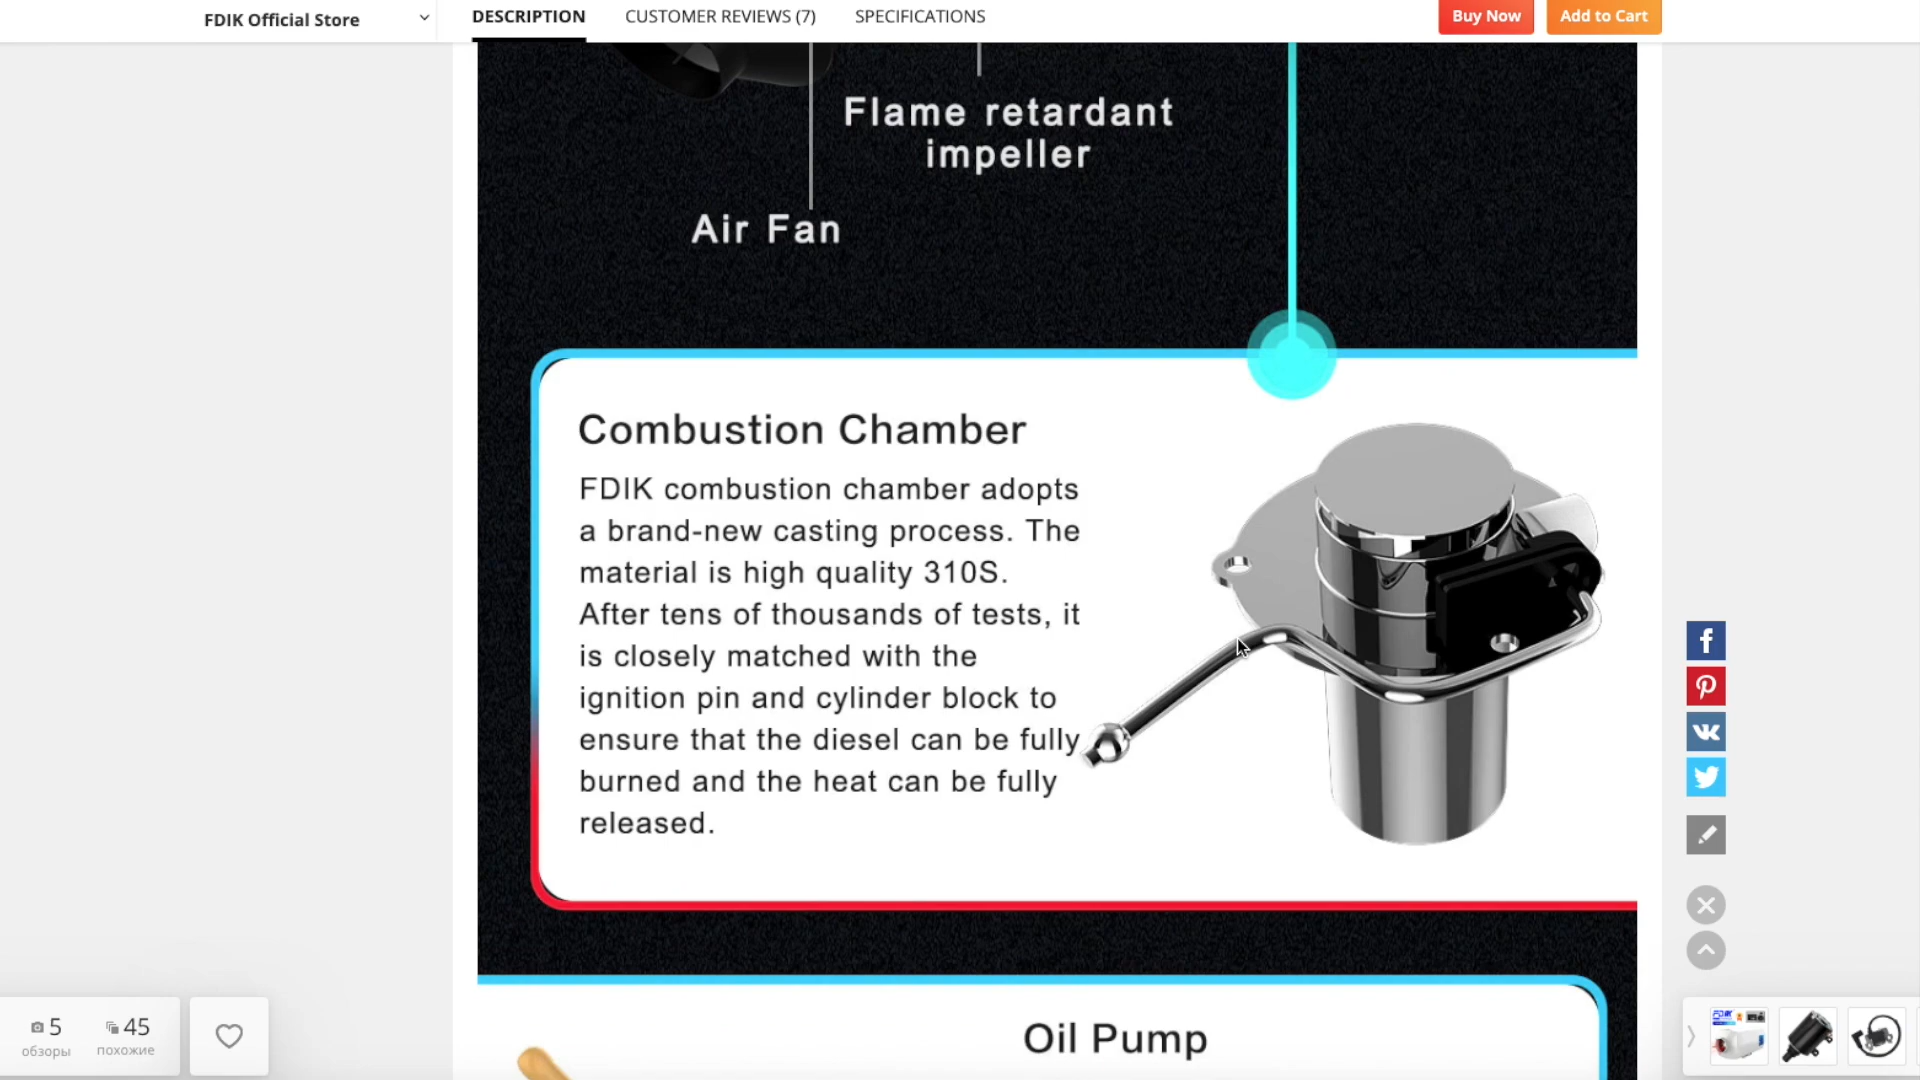 FDIK Official Store
DESCRIPTION
CUSTOMER REVIEWS (7)
SPECIFICATIONS
Buy Now
Add to Cart
Flame retardant
impeller
Air Fan
Combustion Chamber
FDIK combustion chamber adopts
a brand-new casting process. The
material is high quality 310S.
After tens of thousands of tests, it
is closely matched with the
ignition pin and cylinder block to
ensure that the diesel can be fully
burned and the heat can be fully
released.
5
обзоры
45
похожие
Oil Pump